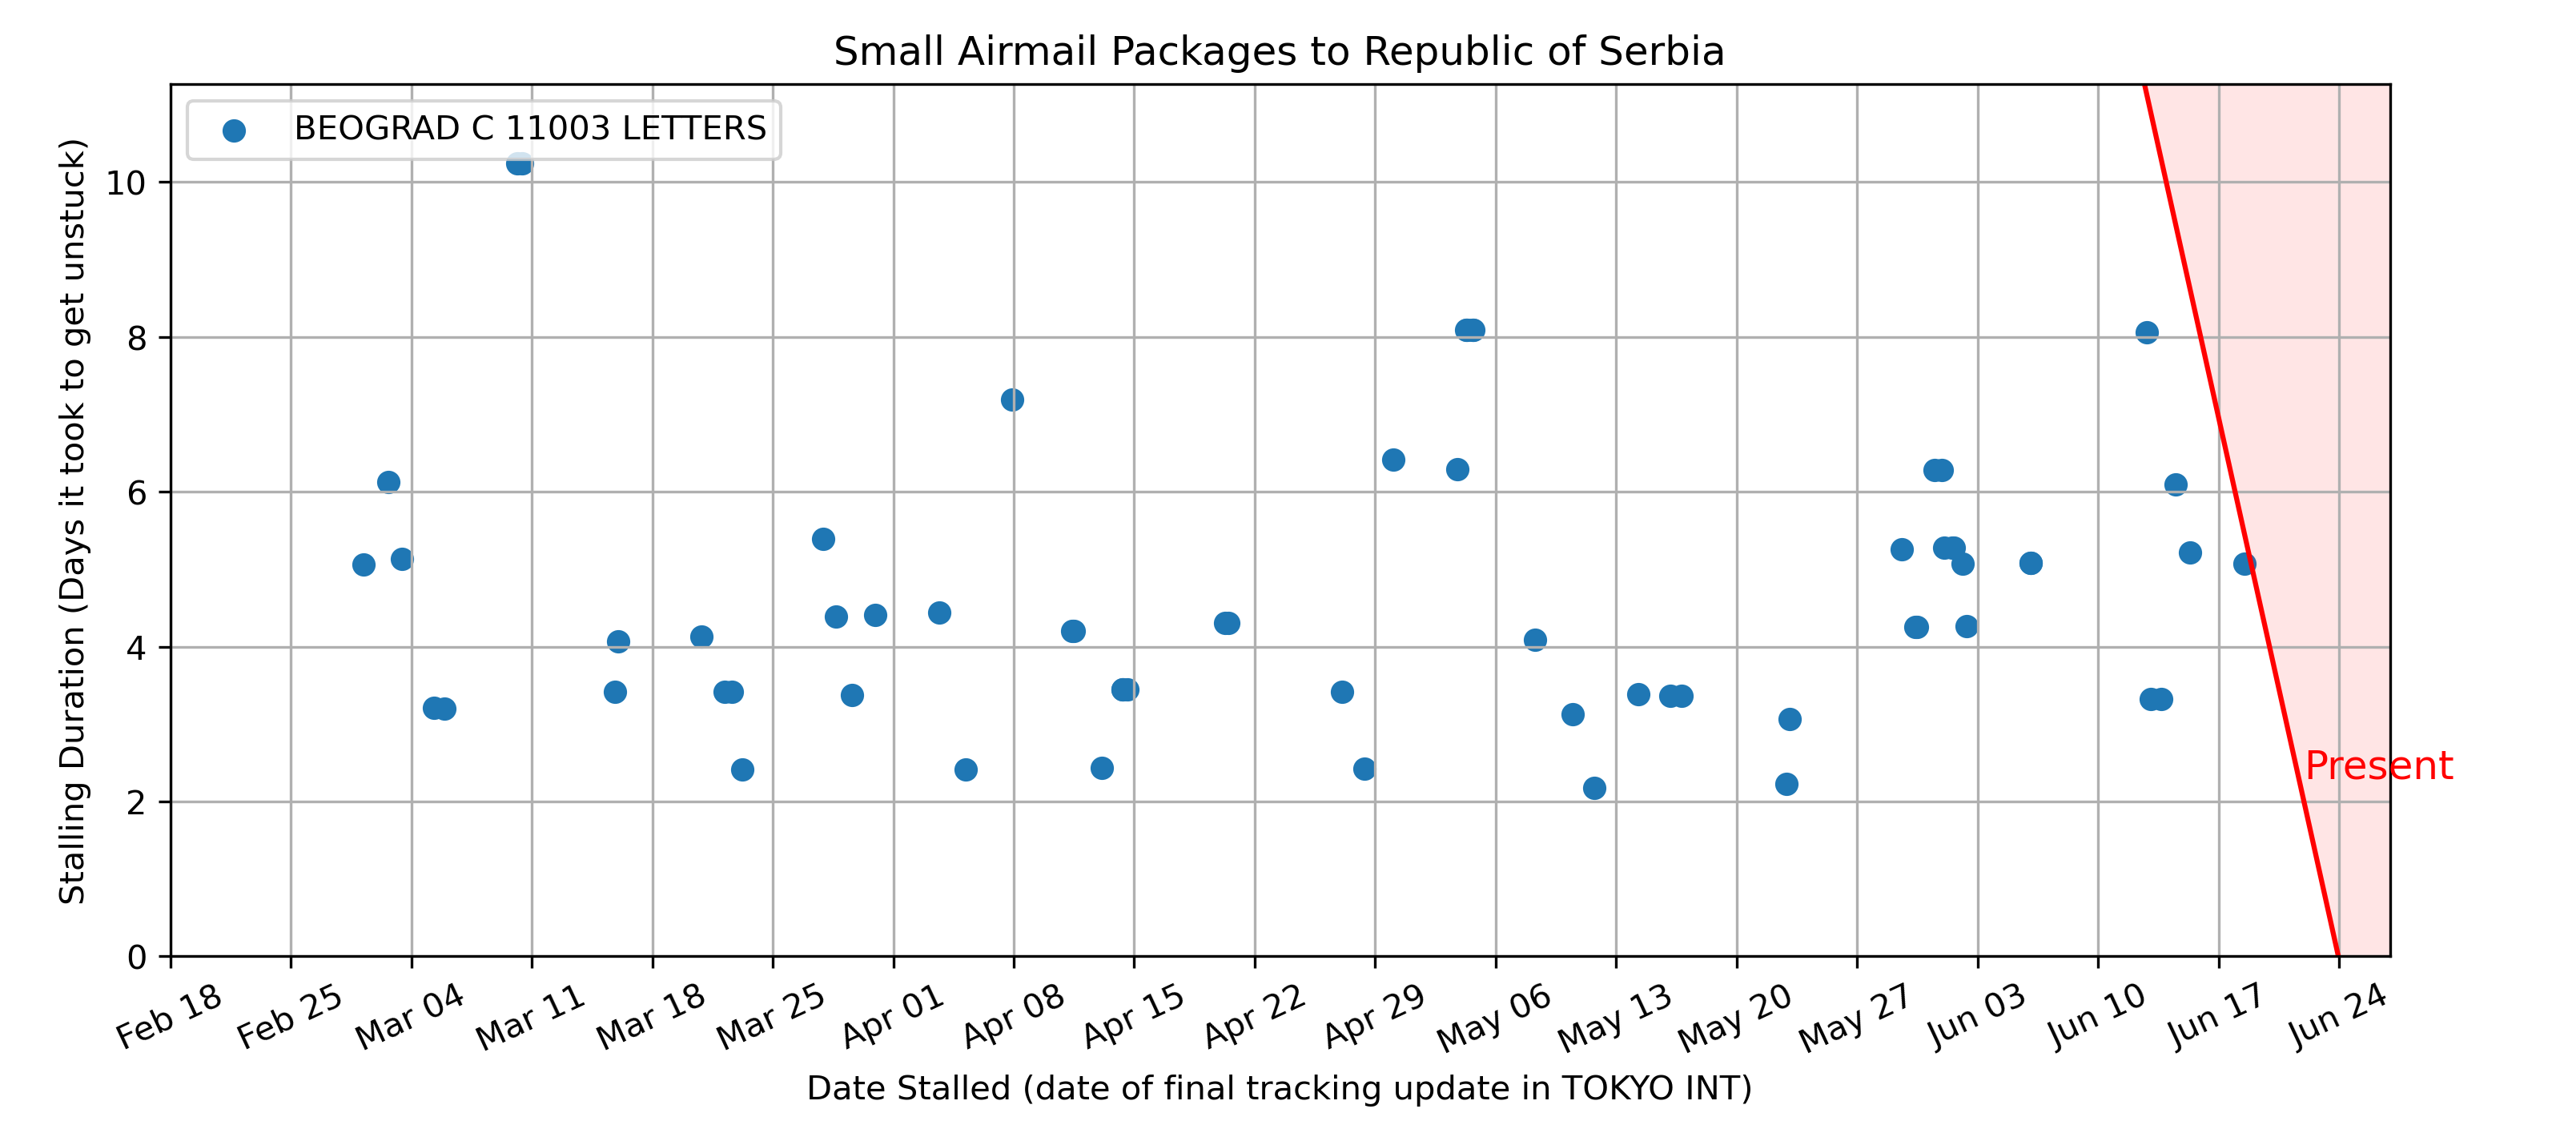 Small Airmail Packages to Republic of Serbia
BEOGRAD C 11003 LETTERS
Stalling Duration (Days it took to get unstuck)
10
8
6
4
2
0
Present
Feb 18 Feb 25 Mar 04 Mar 11 Mar 18 Mar 25 Apr 01 Apr 08 Apr 15 Apr 22 Apr 29 May 06 May 13 May 20 May 27 Jun 03 Jun 10 Jun 17 Jun 24
Date Stalled (date of final tracking update in TOKYO INT)